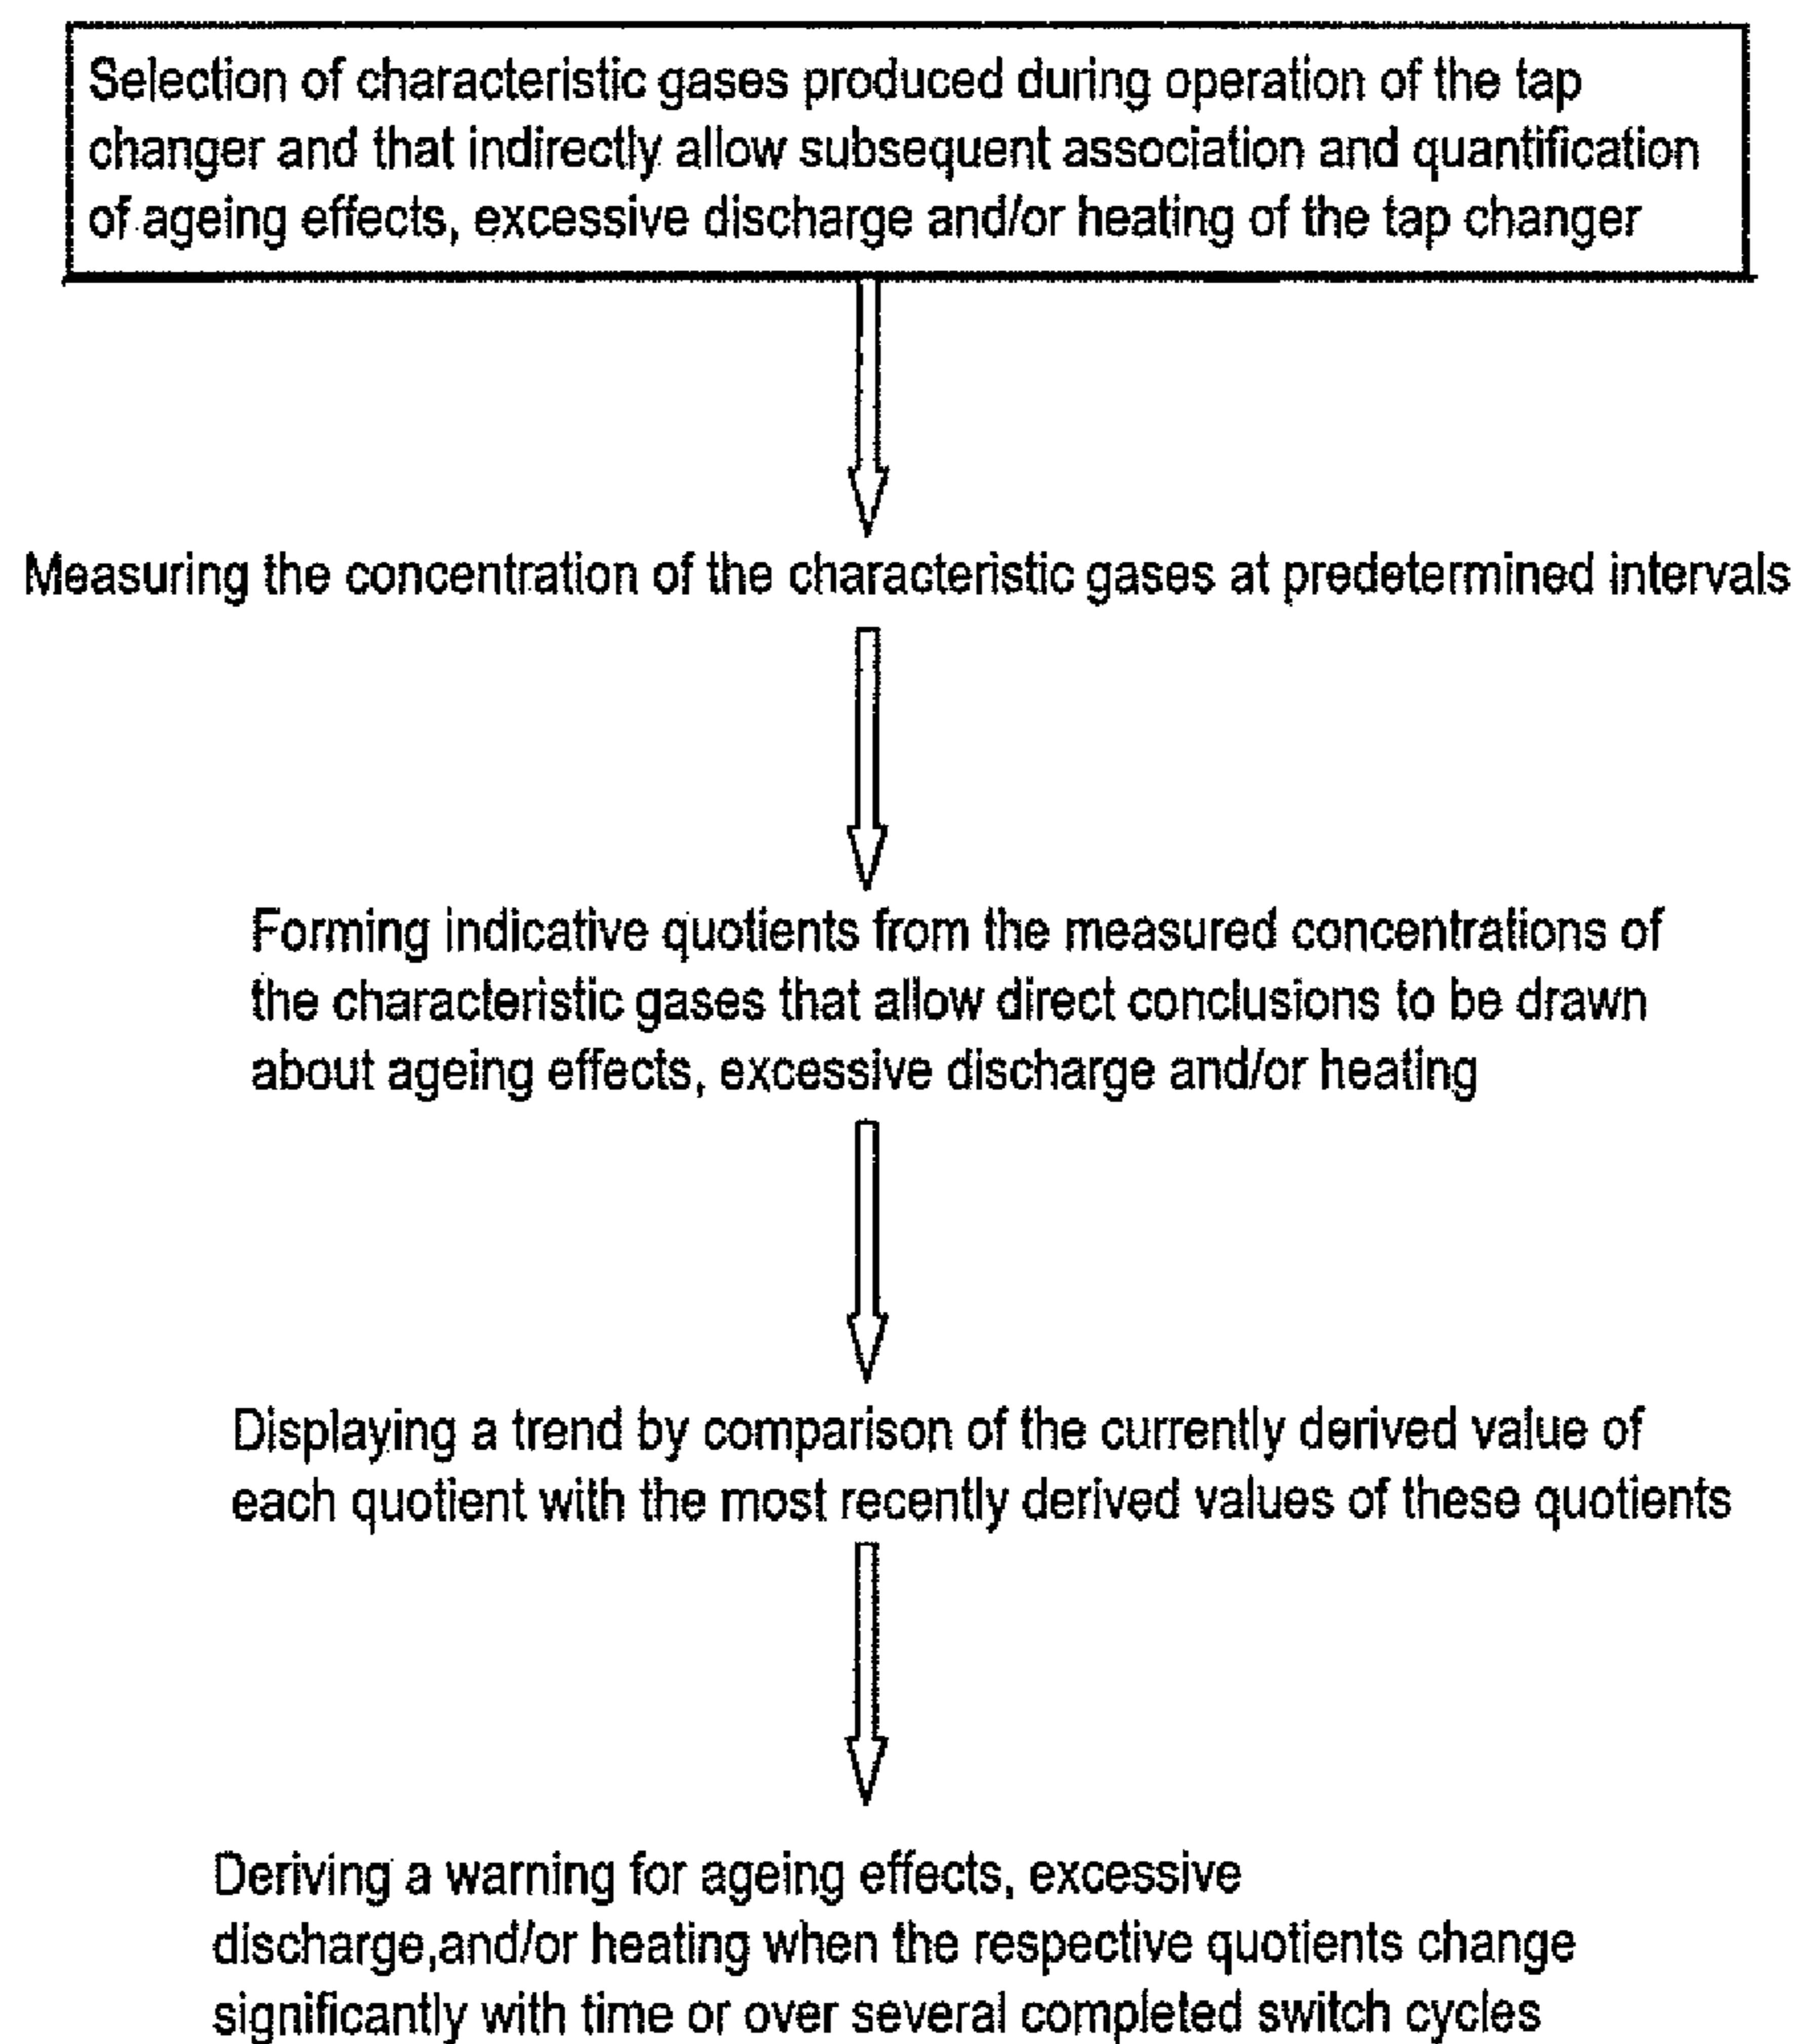 Selection of characteristic gases produced during operation of the tap
changer and that indirectly allow subsequent association and quantification
of ageing effects, excessive discharge and/or heating of the tap changer
Measuring the concentration of the characteristic gases at predetermined intervals
Forming indicative quotients from the measured concentrations of
the characteristic gases that allow direct conclusions to be drawn
about ageing effects, excessive discharge and/or heating
Displaying a trend by comparison of the currently derived value of
each quotient with the most recently derived values of these quotients
Deriving a warning for ageing effects, excessive
discharge,and/or heating when the respective quotients change
significantly with time or over several completed switch cycles